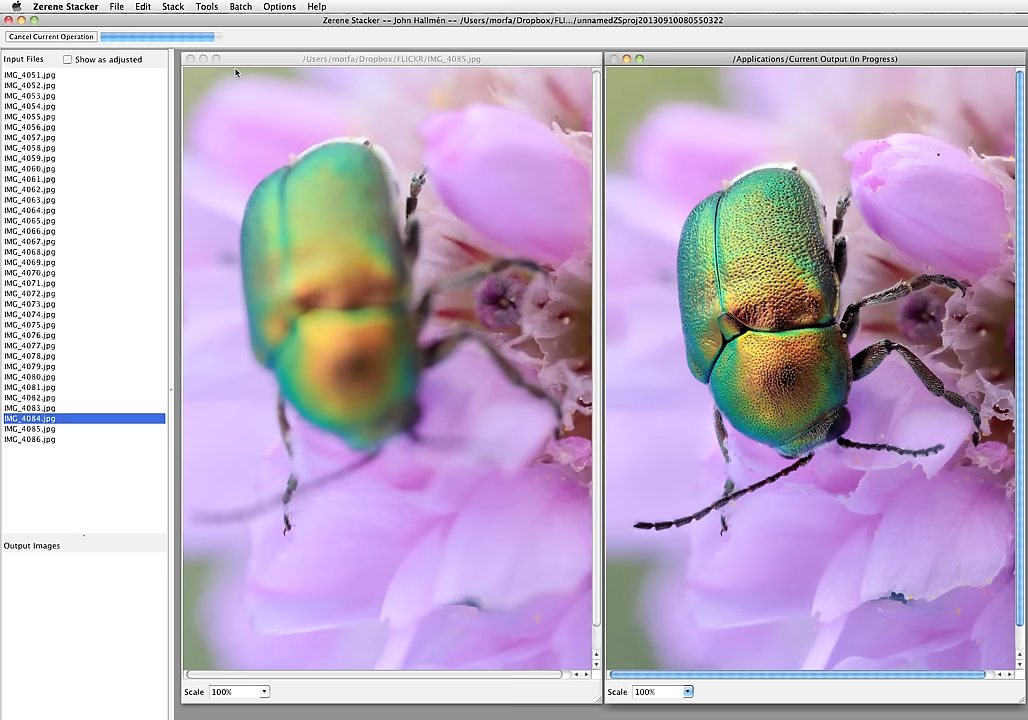 Zerene Stacker File Edit Stack Tools Batch Options Help
Zerene Stacker -- John Hallmén -- /Users/morfa/Dropbox/FLI.../unnamedZSproj20130910080550322
Cancel Current Operation
Input Files Show as adjusted
IMG_4051.jpg
IMG_4052.jpg
IMG_4053.jpg
IMG_4054.jpg
IMG_4055.jpg
IMG_4056.jpg
IMG_4057.jpg
IMG_4058.jpg
IMG_4059.jpg
IMG_4060.jpg
IMG_4061.jpg
IMG_4062.jpg
IMG_4063.jpg
IMG_4064.jpg
IMG_4065.jpg
IMG_4066.jpg
IMG_4067.jpg
IMG_4068.jpg
IMG_4069.jpg
IMG_4070.jpg
IMG_4071.jpg
IMG_4072.jpg
IMG_4073.jpg
IMG_4074.jpg
IMG_4075.jpg
IMG_4076.jpg
IMG_4077.jpg
IMG_4078.jpg
IMG_4079.jpg
IMG_4080.jpg
IMG_4081.jpg
IMG_4082.jpg
IMG_4083.jpg
IMG_4084.jpg
IMG_4085.jpg
IMG_4086.jpg
Output Images
/Users/morfa/Dropbox/FLICKR/IMG_4085.jpg
Scale 100%
/Applications/Current Output (In Progress)
Scale 100%